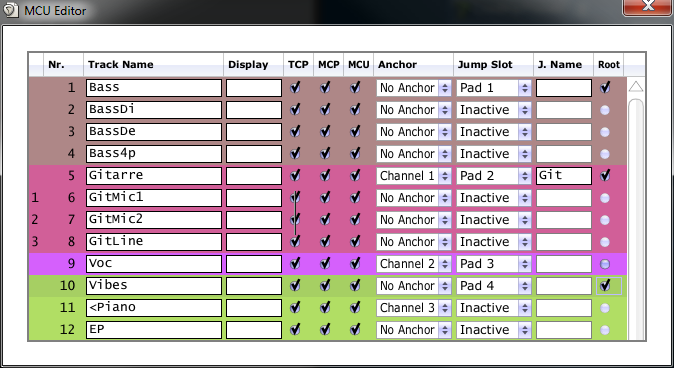 MCU Editor
Nr. Track Name Display TCP MCP MCU Anchor Jump Slot J. Name Root
1 Bass No Anchor Pad 1
2 BassDi No Anchor Inactive
3 BassDe No Anchor Inactive
4 Bass4p No Anchor Inactive
5 Gitarre Channel 1 Pad 2 Git
1 6 GitMic1 No Anchor Inactive
2 7 GitMic2 No Anchor Inactive
3 8 GitLine No Anchor Inactive
9 Voc Channel 2 Pad 3
10 Vibes No Anchor Pad 4
11 <Piano Channel 3 Inactive
12 EP No Anchor Inactive